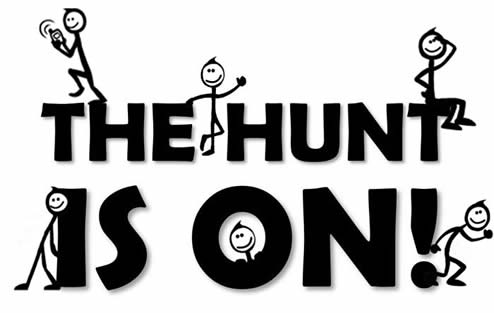 THE HUNT
IS ON!